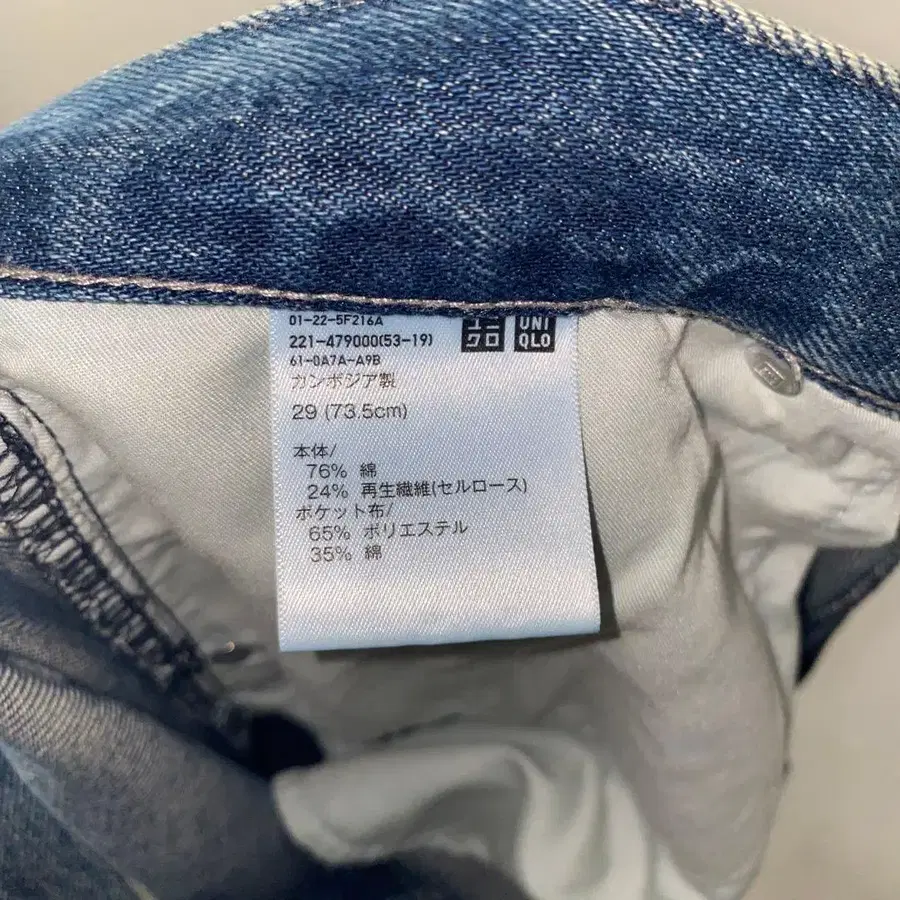 01-22-5F216A
221-479000(53-19)
61-0A7A-A9B
ユニ
クロ
UNI
QLO
カンボジア製
29 (73.5cm)
本体/
76% 綿
24% 再生繊維(セルロース)
ポケット布/
65% ポリエステル
35% 綿